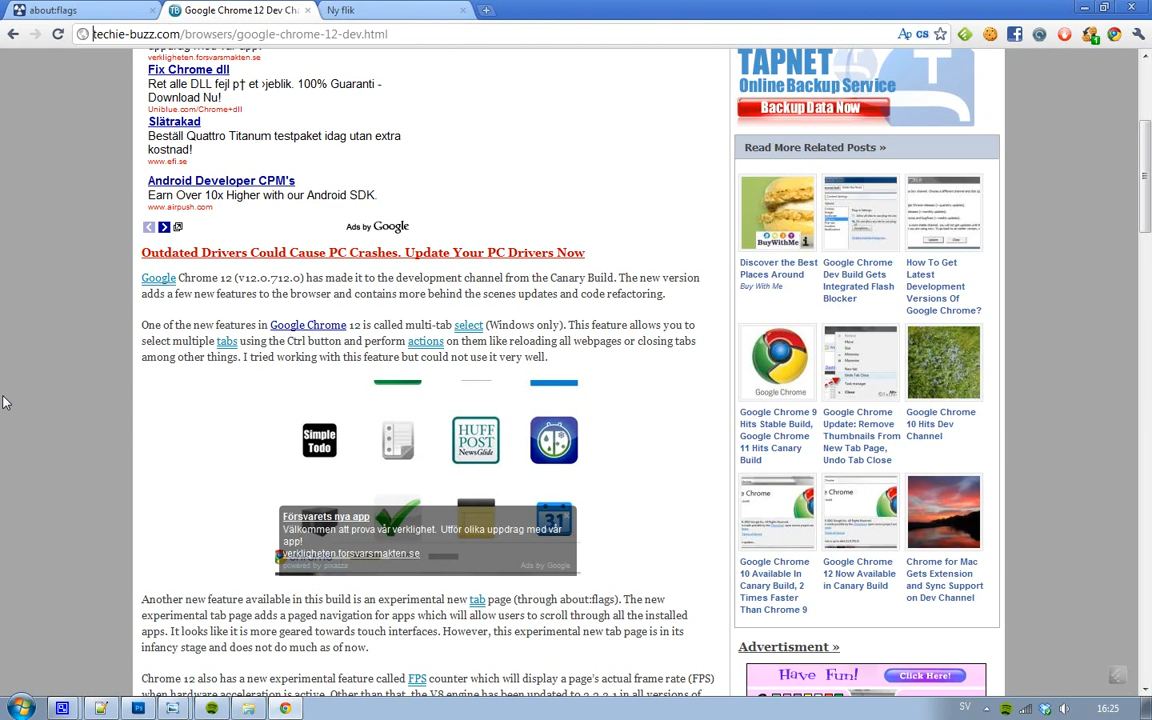 about:flags
Google Chrome 12 Dev Ch
Ny flik
techie-buzz.com/browsers/google-chrome-12-dev.html
verkligheten.forsvarsmakten.se
Fix Chrome dll
Ret alle DLL fejl p† et ›jeblik. 100% Guaranti -
Download Nu!
Uniblue.com/Chrome+dll
Slätrakad
Beställ Quattro Titanum testpaket idag utan extra
kostnad!
www.efi.se
Android Developer CPM's
Earn Over 10x Higher with our Android SDK.
www.airpush.com
Ads by Google
Outdated Drivers Could Cause PC Crashes. Update Your PC Drivers Now
Google Chrome 12 (v12.0.712.0) has made it to the development channel from the Canary Build. The new version
adds a few new features to the browser and contains more behind the scenes updates and code refactoring.
One of the new features in Google Chrome 12 is called multi-tab select (Windows only). This feature allows you to
select multiple tabs using the Ctrl button and perform actions on them like reloading all webpages or closing tabs
among other things. I tried working with this feature but could not use it very well.
Simple
Todo
HUFF
POST
NewsGlide
31
Försvarets nya app
Välkommen att prova vår verklighet. Utför olika uppdrag med vår
app!
verkligheten.forsvarsmakten.se
powered by pixazza
Ads by Google
Another new feature available in this build is an experimental new tab page (through about:flags). The new
experimental tab page adds a paged navigation for apps which will allow users to scroll through all the installed
apps. It looks like it is more geared towards touch interfaces. However, this experimental new tab page is in its
infancy stage and does not do much as of now.
Chrome 12 also has a new experimental feature called FPS counter which will display a page's actual frame rate (FPS)
TAPNET
Online Backup Service
Backup Data Now
Read More Related Posts »
BuyWithMe
Discover the Best
Places Around
Buy With Me
Google Chrome
Dev Build Gets
Integrated Flash
Blocker
How To Get
Latest
Development
Versions Of
Google Chrome?
Google Chrome
Google Chrome 9
Hits Stable Build,
Google Chrome
11 Hits Canary
Build
Google Chrome
Update: Remove
Thumbnails From
New Tab Page,
Undo Tab Close
Google Chrome
10 Hits Dev
Channel
Google Chrome
10 Available In
Canary Build, 2
Times Faster
Than Chrome 9
Google Chrome
12 Now Available
in Canary Build
Chrome for Mac
Gets Extension
and Sync Support
on Dev Channel
Advertisment »
Have Fun!
Click Here!
SV
16:25